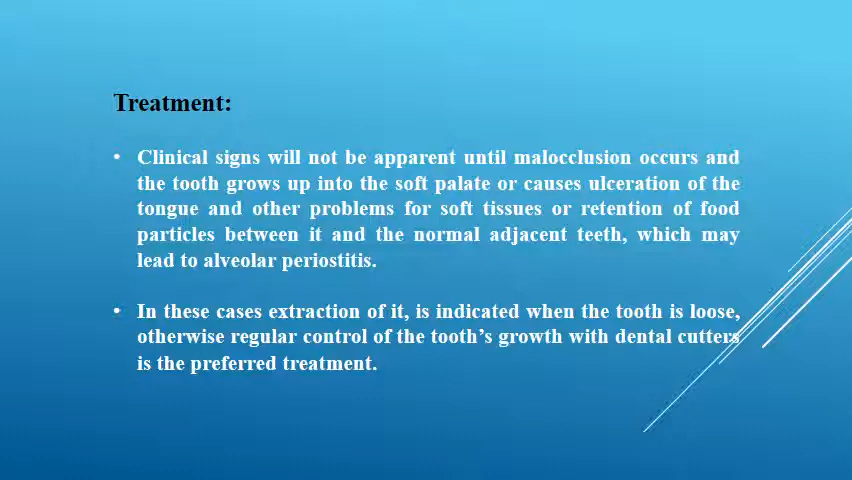 Treatment:
• Clinical signs will not be apparent until malocclusion occurs and
the tooth grows up into the soft palate or causes ulceration of the
tongue and other problems for soft tissues or retention of food
particles between it and the normal adjacent teeth, which may
lead to alveolar periostitis.
• In these cases extraction of it, is indicated when the tooth is loose,
otherwise regular control of the tooth’s growth with dental cutters
is the preferred treatment.